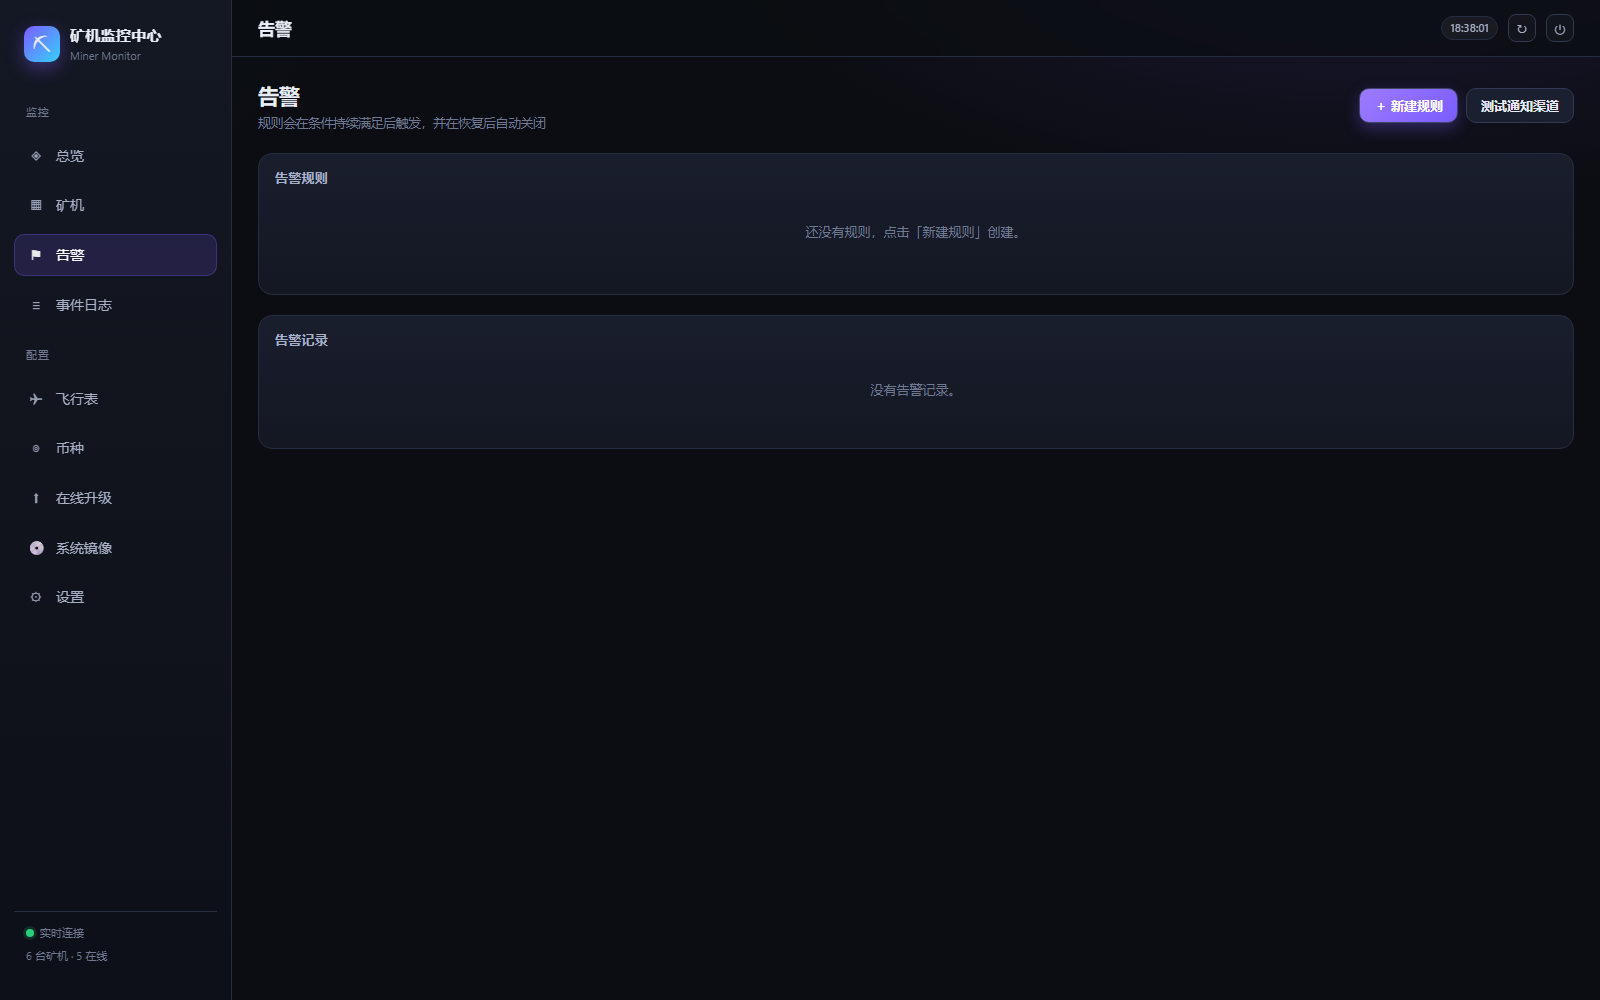 矿机监控中心
Miner Monitor
监控
总览
矿机
告警
事件日志
配置
飞行表
币种
在线升级
系统镜像
设置
实时连接
6 台矿机 · 5 在线
告警
18:38:01
告警
规则会在条件持续满足后触发，并在恢复后自动关闭
+ 新建规则
测试通知渠道
告警规则
还没有规则，点击「新建规则」创建。
告警记录
没有告警记录。